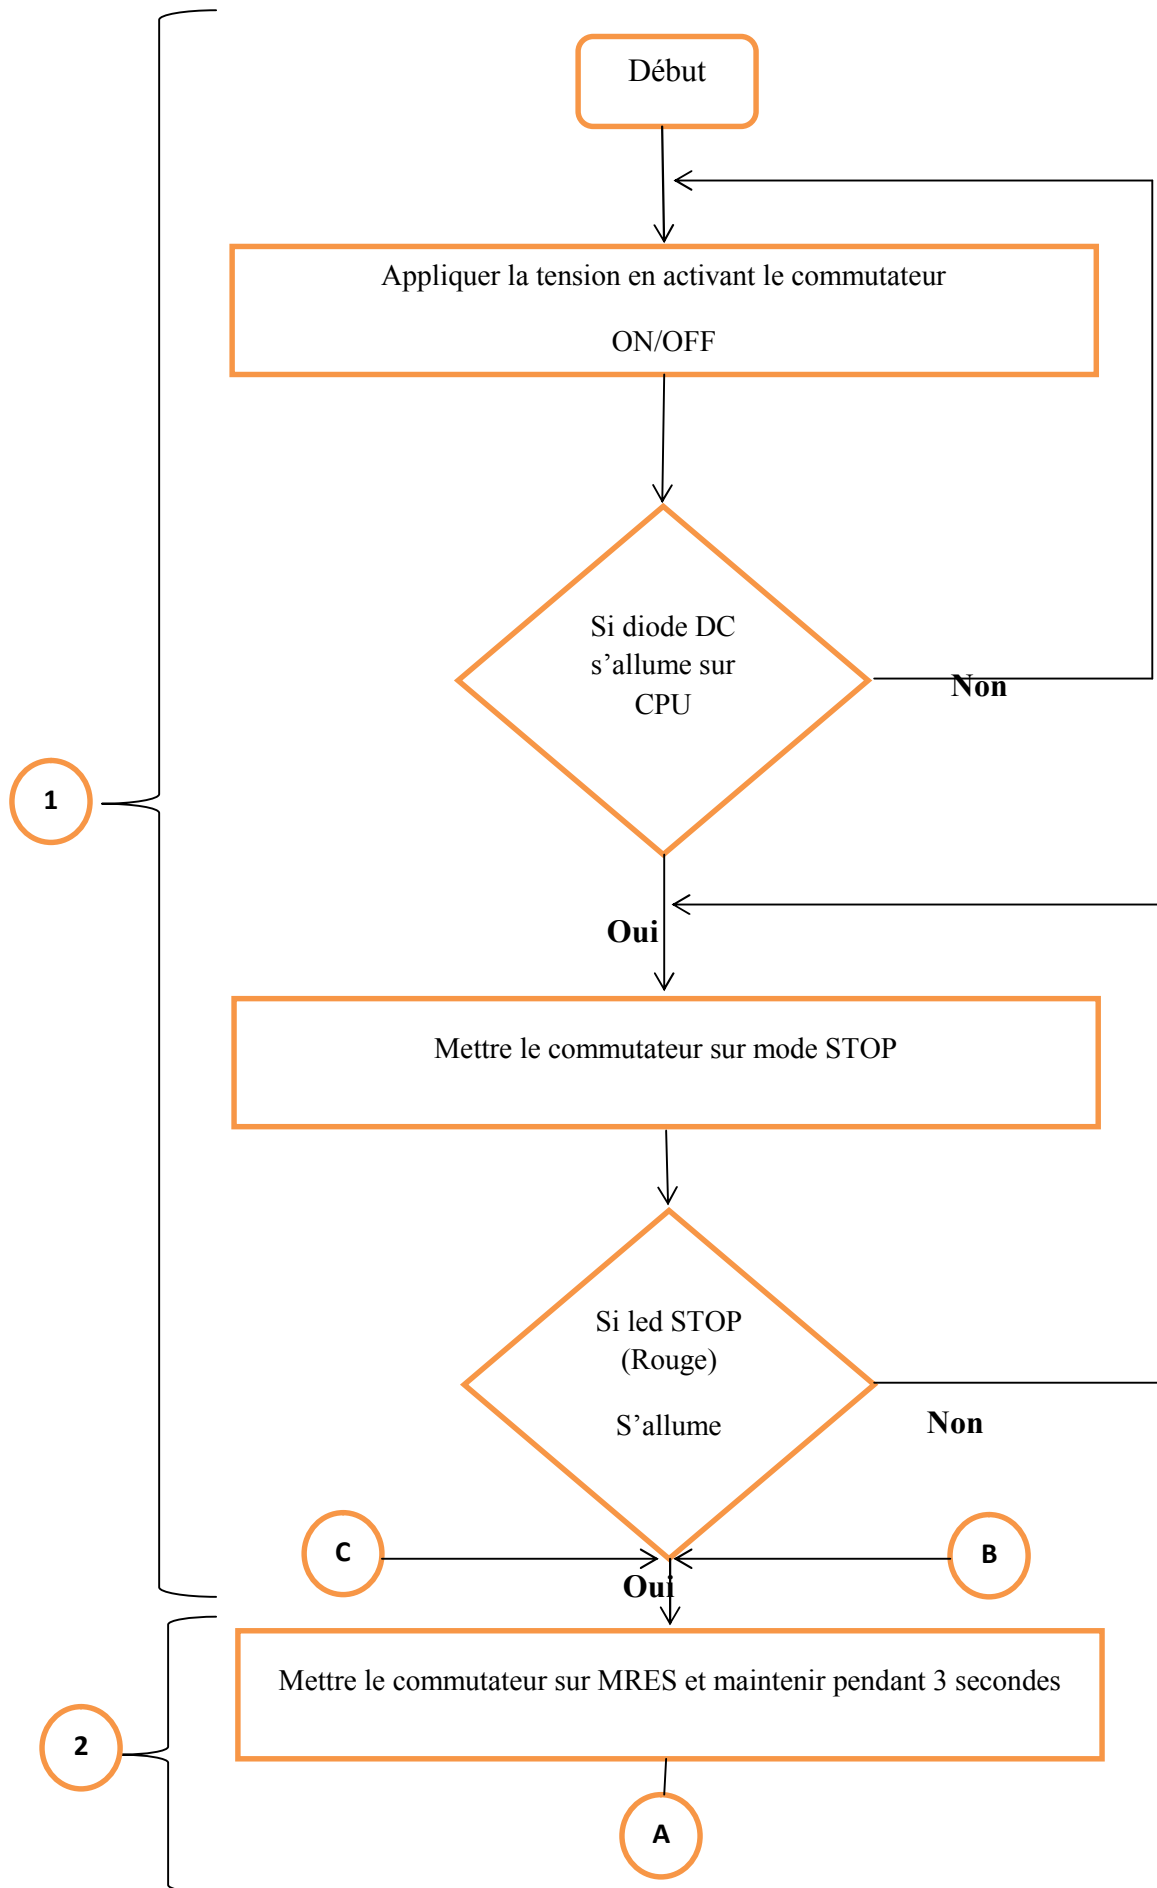 Début
Appliquer la tension en activant le commutateur
ON/OFF
Si diode DC
s’allume sur
CPU
Non
1
Oui
Mettre le commutateur sur mode STOP
Si led STOP
(Rouge)
S’allume
Non
C
B
Oui
Mettre le commutateur sur MRES et maintenir pendant 3 secondes
2
A